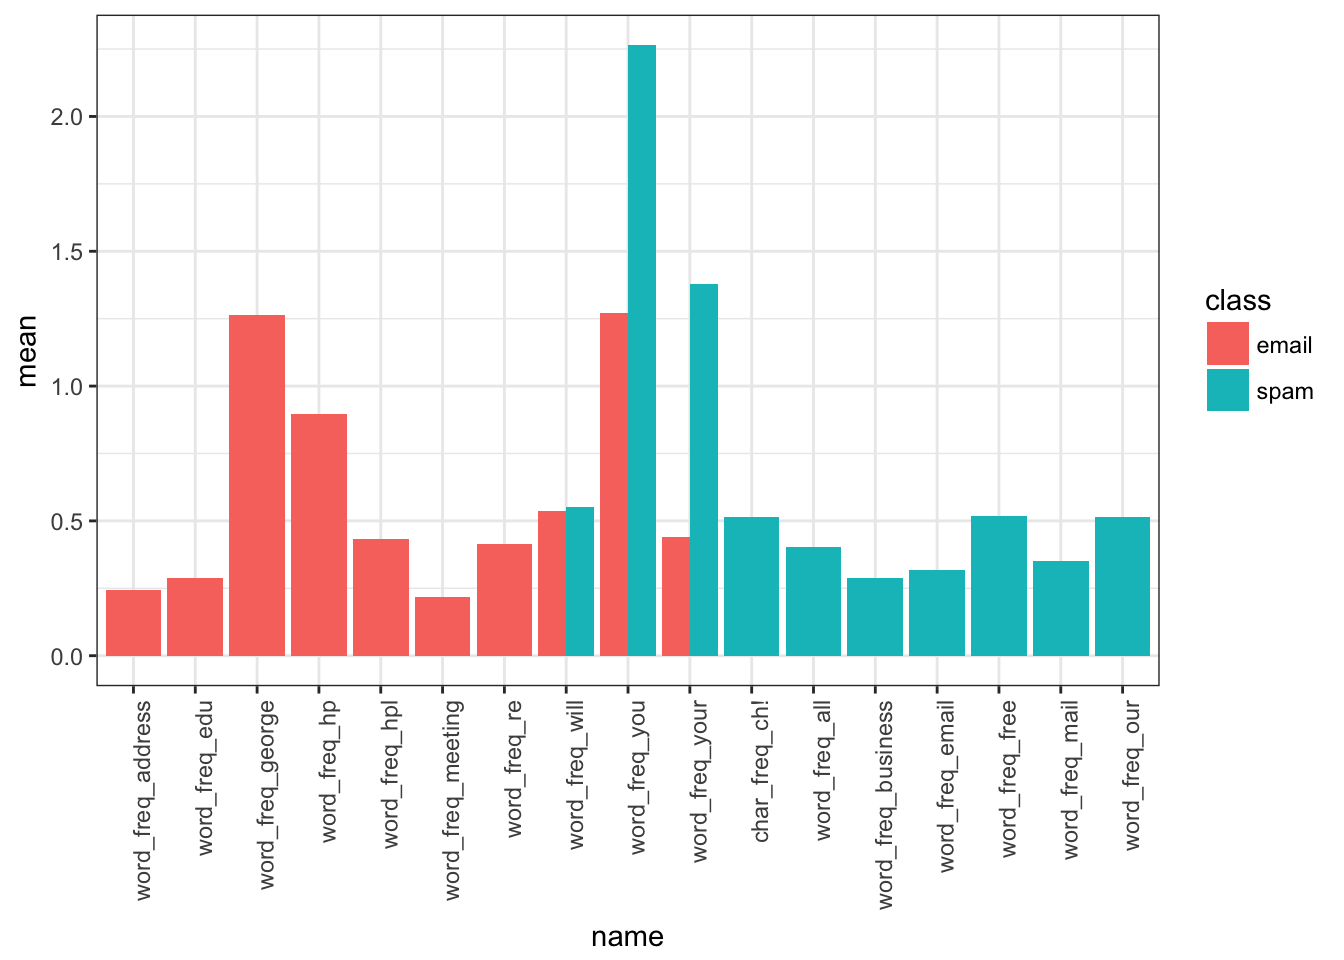 2.0
1.5
1.0
0.5
0.0
mean
word_freq_address
word_freq_edu
word_freq_george
word_freq_hp
word_freq_hpl
word_freq_meeting
word_freq_re
word_freq_will
word_freq_you
word_freq_your
char_freq_ch!
word_freq_all
word_freq_business
word_freq_email
word_freq_free
word_freq_mail
word_freq_our
name
class
email
spam